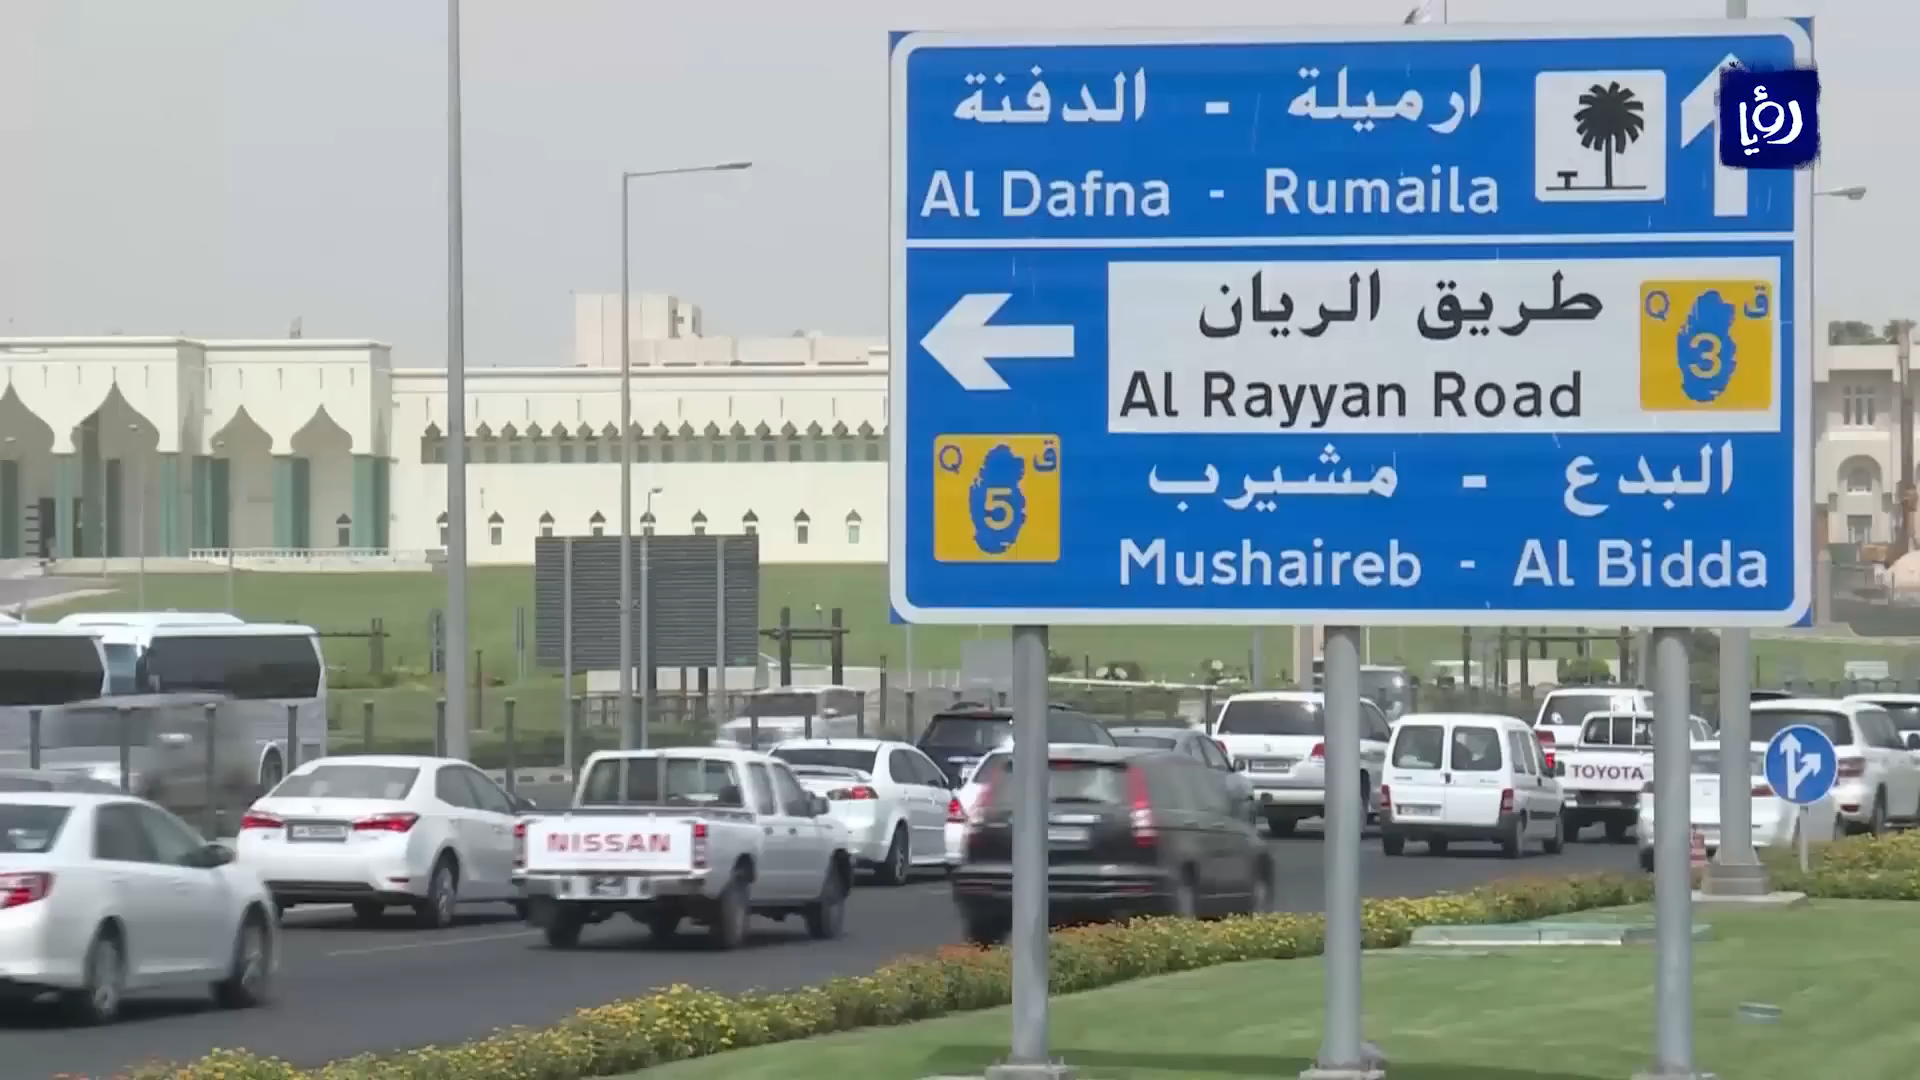 ارميلة - الدفنة
Al Dafna - Rumaila
رؤيا
طريق الريان
Q 3 ق
Al Rayyan Road
Q 5 ق
البدع - مشيرب
Mushaireb - Al Bidda
NISSAN
TOYOTA